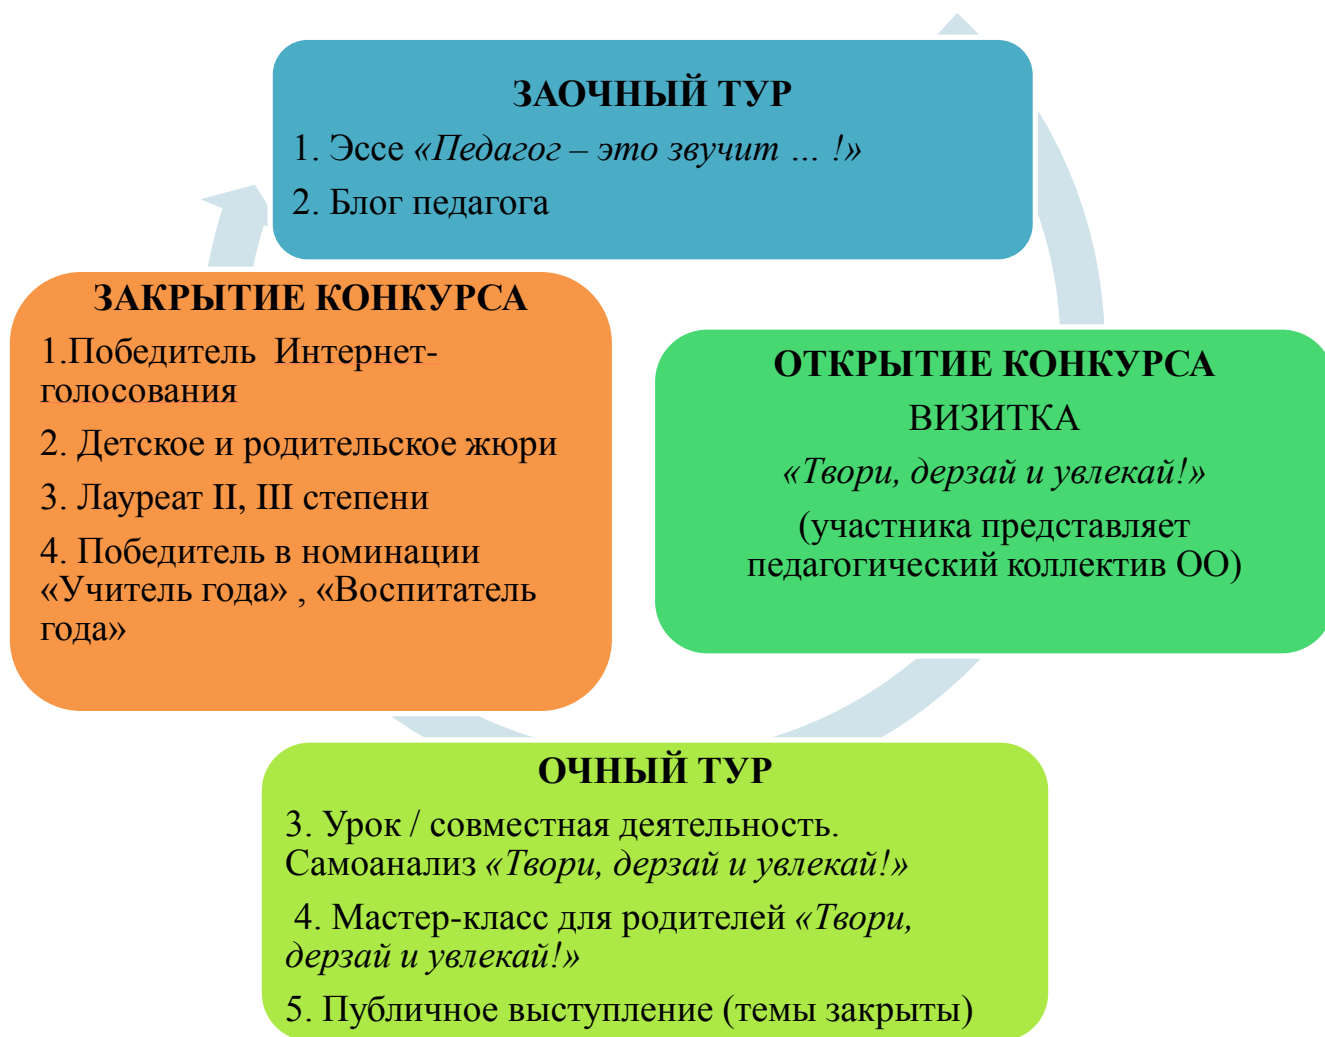 ЗАОЧНЫЙ ТУР
1. Эссе «Педагог – это звучит … !»
2. Блог педагога
ОТКРЫТИЕ КОНКУРСА
ВИЗИТКА
«Твори, дерзай и увлекай!»
(участника представляет
педагогический коллектив ОО)
ОЧНЫЙ ТУР
3. Урок / совместная деятельность.
Самоанализ «Твори, дерзай и увлекай!»
4. Мастер-класс для родителей «Твори,
дерзай и увлекай!»
5. Публичное выступление (темы закрыты)
ЗАКРЫТИЕ КОНКУРСА
1.Победитель Интернет-
голосования
2. Детское и родительское жюри
3. Лауреат II, III степени
4. Победитель в номинации
«Учитель года» , «Воспитатель
года»